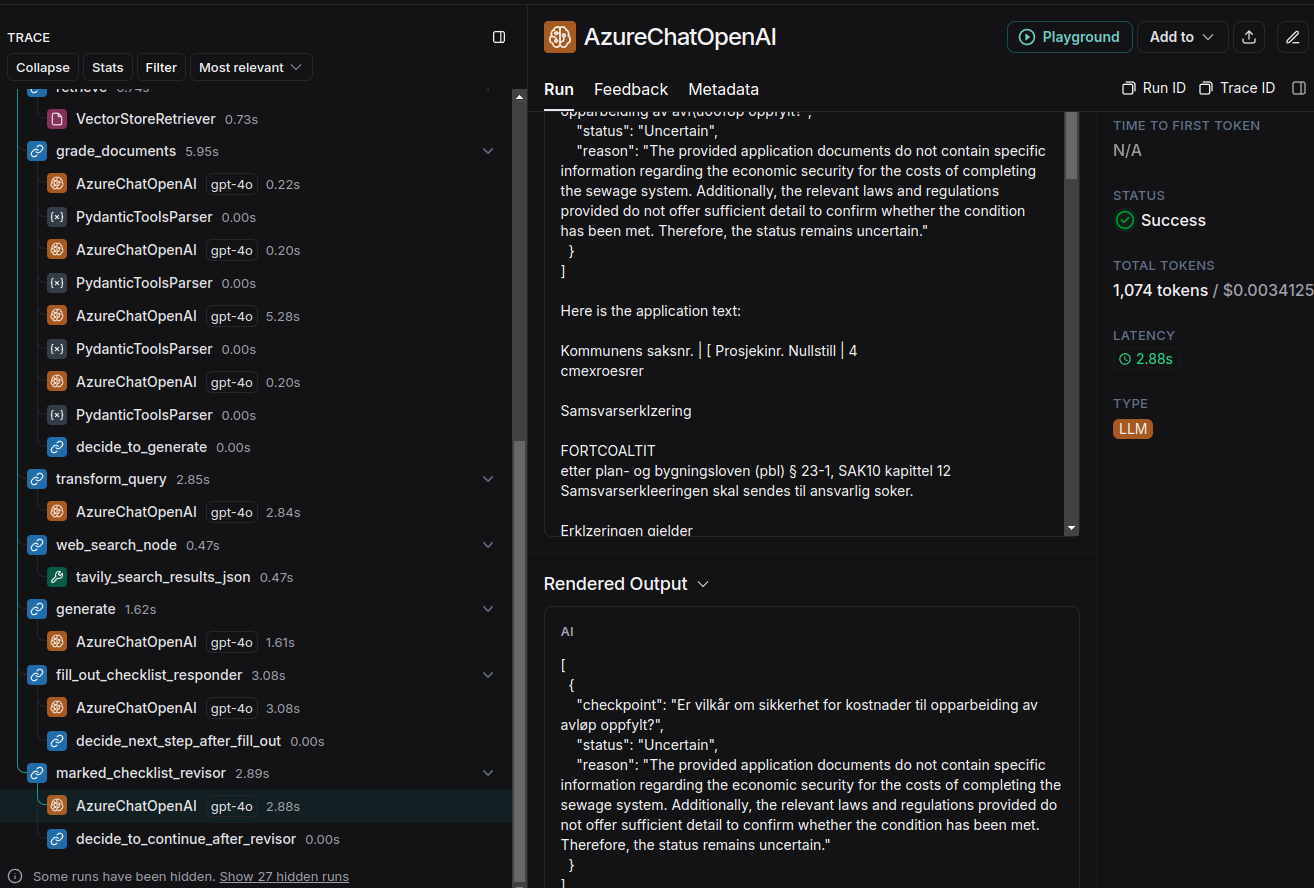 TRACE
Collapse
Stats
Filter
Most relevant
retrieve 0.74s
VectorStoreRetriever 0.73s
grade_documents 5.95s
AzureChatOpenAI gpt-4o 0.22s
PydanticToolsParser 0.00s
AzureChatOpenAI gpt-4o 0.20s
PydanticToolsParser 0.00s
AzureChatOpenAI gpt-4o 5.28s
PydanticToolsParser 0.00s
AzureChatOpenAI gpt-4o 0.20s
PydanticToolsParser 0.00s
decide_to_generate 0.00s
transform_query 2.85s
AzureChatOpenAI gpt-4o 2.84s
web_search_node 0.47s
tavily_search_results_json 0.47s
generate 1.62s
AzureChatOpenAI gpt-4o 1.61s
fill_out_checklist_responder 3.08s
AzureChatOpenAI gpt-4o 3.08s
decide_next_step_after_fill_out 0.00s
marked_checklist_revisor 2.89s
AzureChatOpenAI gpt-4o 2.88s
decide_to_continue_after_revisor 0.00s
Some runs have been hidden. Show 27 hidden runs
AzureChatOpenAI
Playground
Add to
Run
Feedback
Metadata
Run ID
Trace ID
opparbeiding av avl\u00f8p oppfylt?",
"status": "Uncertain",
"reason": "The provided application documents do not contain specific
information regarding the economic security for the costs of completing
the sewage system. Additionally, the relevant laws and regulations
provided do not offer sufficient detail to confirm whether the condition
has been met. Therefore, the status remains uncertain."
}
]
Here is the application text:
Kommunens saksnr. | [ Prosjekinr. Nullstill | 4
cmexroesrer
Samsvarserklzering
FORTCOALTIT
etter plan- og bygningsloven (pbl) § 23-1, SAK10 kapittel 12
Samsvarserkleeringen skal sendes til ansvarlig soker.
Erklzeringen gielder
Rendered Output
AI
[
{
"checkpoint": "Er vilkår om sikkerhet for kostnader til opparbeiding av
avløp oppfylt?",
"status": "Uncertain",
"reason": "The provided application documents do not contain specific
information regarding the economic security for the costs of completing the
sewage system. Additionally, the relevant laws and regulations provided do
not offer sufficient detail to confirm whether the condition has been met.
Therefore, the status remains uncertain."
}
]
TIME TO FIRST TOKEN
N/A
STATUS
Success
TOTAL TOKENS
1,074 tokens / $0.0034125
LATENCY
2.88s
TYPE
LLM